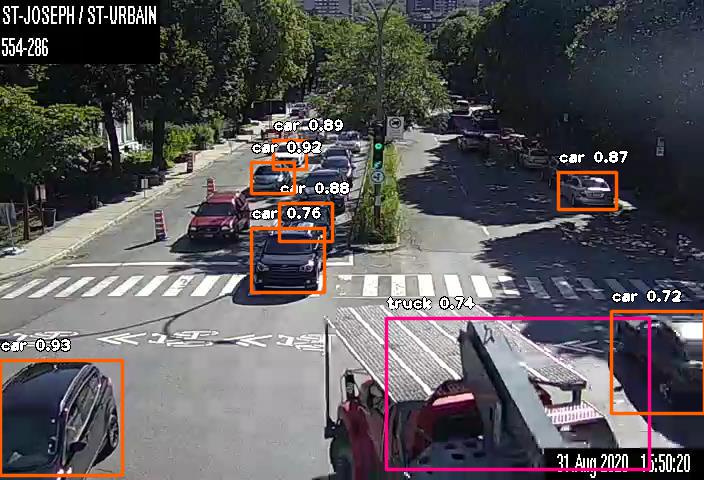 ST-JOSEPH / ST-URBAIN
554-286
car 0.89
car 0.92
car 0.87
car 0.88
car 0.76
truck 0.74
car 0.72
car 0.93
31 Aug 2020 15:50:20